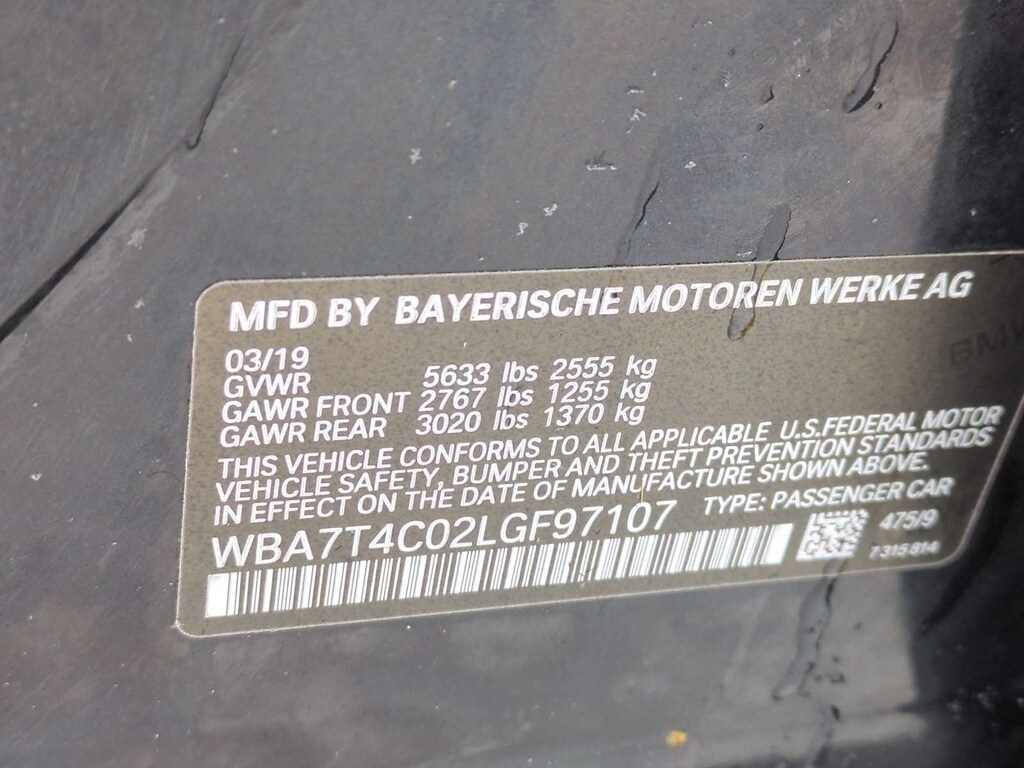 MFD BY BAYERISCHE MOTOREN WERKE AG
03/19
GVWR 5633 lbs 2555 kg
GAWR FRONT 2767 lbs 1255 kg
GAWR REAR 3020 lbs 1370 kg
THIS VEHICLE CONFORMS TO ALL APPLICABLE U.S.FEDERAL MOTOR
VEHICLE SAFETY, BUMPER AND THEFT PREVENTION STANDARDS
IN EFFECT ON THE DATE OF MANUFACTURE SHOWN ABOVE.
WBA7T4C02LGF97107 TYPE: PASSENGER CAR
475/9
7315814
BMW